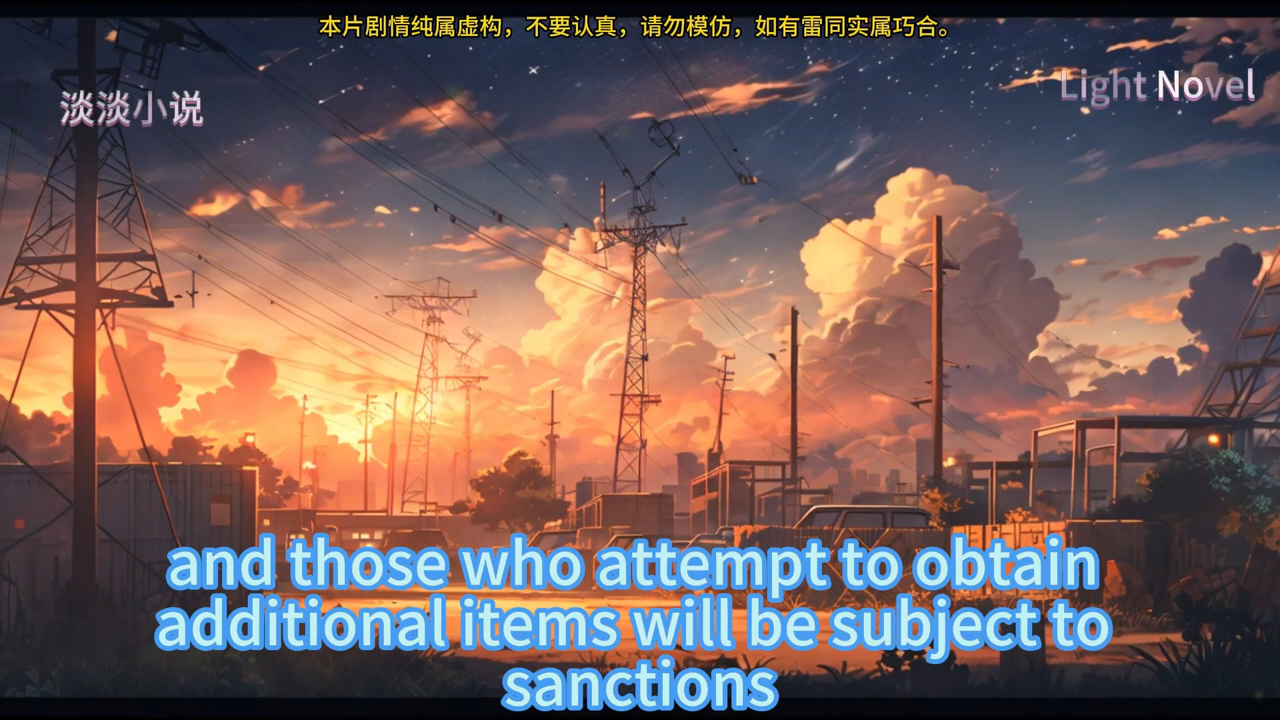 本片剧情纯属虚构，不要认真，请勿模仿，如有雷同实属巧合。
淡淡小说
Light Novel
and those who attempt to obtain
additional items will be subject to
sanctions